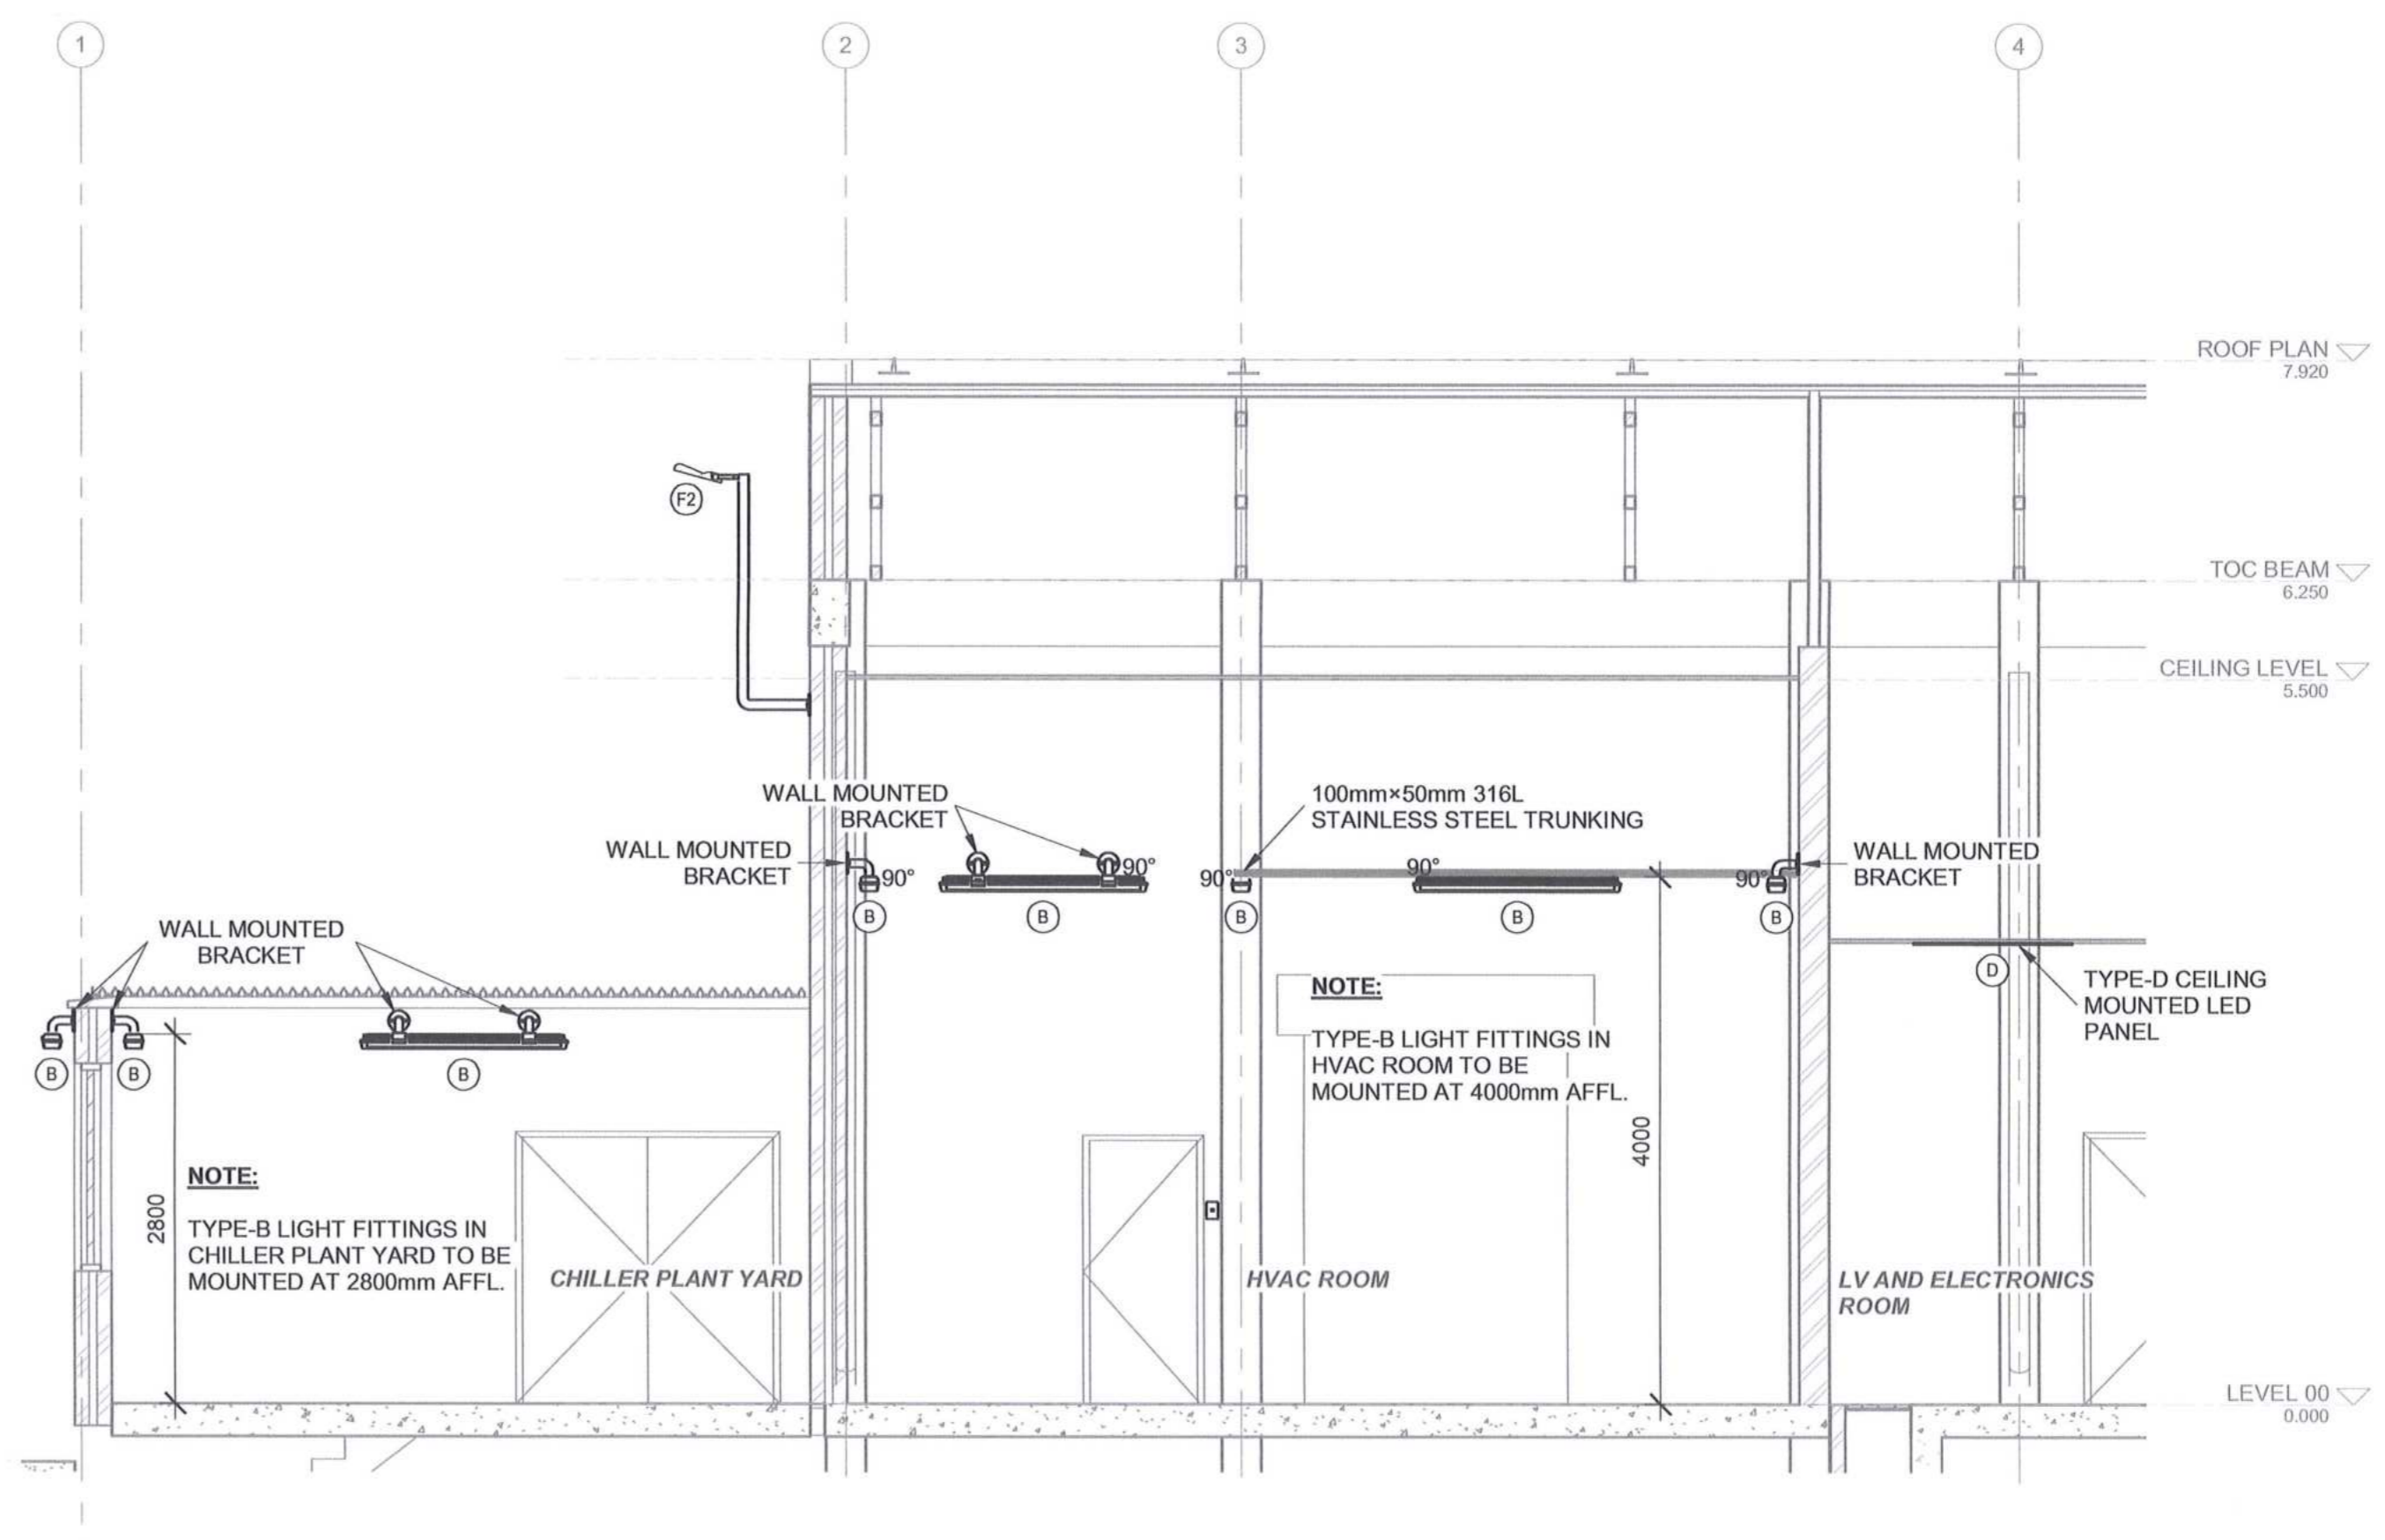 1
2
3
4
ROOF PLAN
7.920
F2
TOC BEAM
6.250
CEILING LEVEL
5.500
WALL MOUNTED
BRACKET
100mm×50mm 316L
STAINLESS STEEL TRUNKING
WALL MOUNTED
BRACKET
WALL MOUNTED
BRACKET
90°
90°
90°
90°
90°
B
B
B
B
B
WALL MOUNTED
BRACKET
D
TYPE-D CEILING
MOUNTED LED
PANEL
NOTE:
TYPE-B LIGHT FITTINGS IN
HVAC ROOM TO BE
MOUNTED AT 4000mm AFFL.
B
B
B
4000
2800
NOTE:
TYPE-B LIGHT FITTINGS IN
CHILLER PLANT YARD TO BE
MOUNTED AT 2800mm AFFL.
CHILLER PLANT YARD
HVAC ROOM
LV AND ELECTRONICS
ROOM
LEVEL 00
0.000